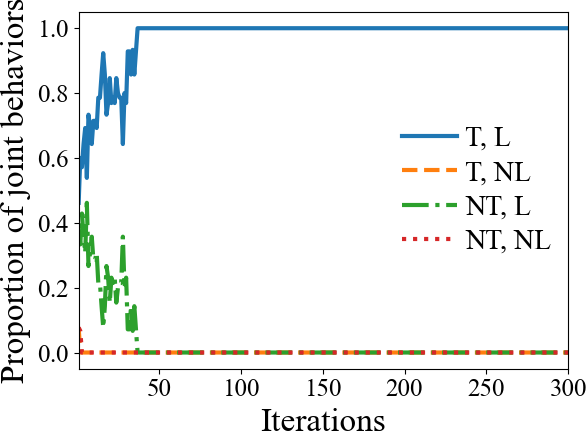 Proportion of joint behaviors
1.0
0.8
0.6
0.4
0.2
0.0
T, L
T, NL
NT, L
NT, NL
50 100 150 200 250 300
Iterations